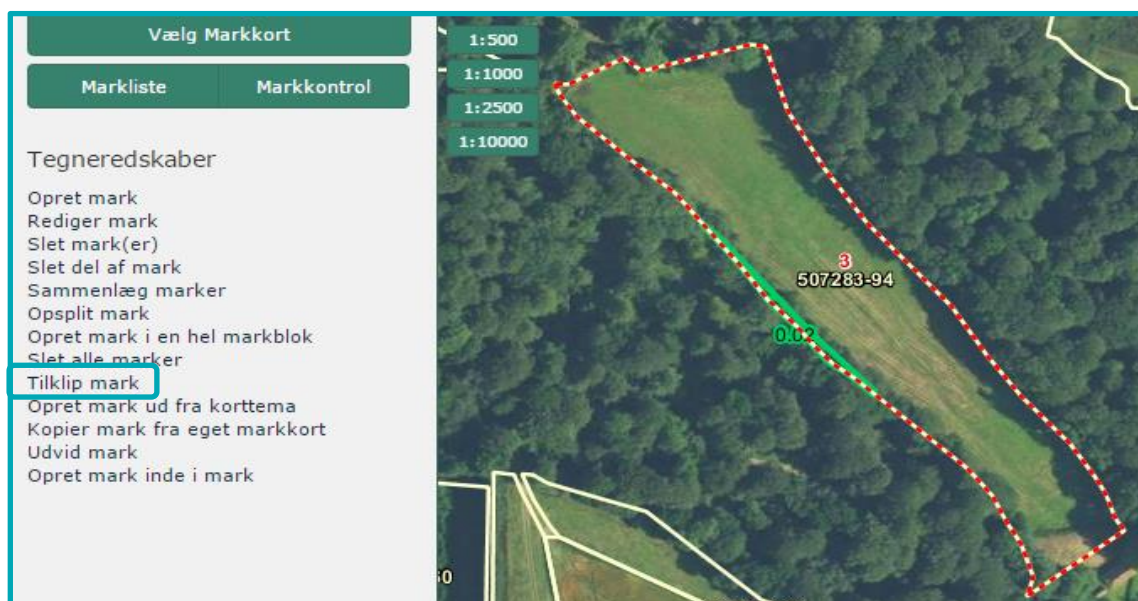 Vælg Markkort
Markliste Markkontrol
Tegneredskaber
Opret mark
Rediger mark
Slet mark(er)
Slet del af mark
Sammenlæg marker
Opsplit mark
Opret mark i en hel markblok
Slet alle marker
Tilklip mark
Opret mark ud fra korttema
Kopier mark fra eget markkort
Udvid mark
Opret mark inde i mark
1:500
1:1000
1:2500
1:10000
3
507283-94
0.02